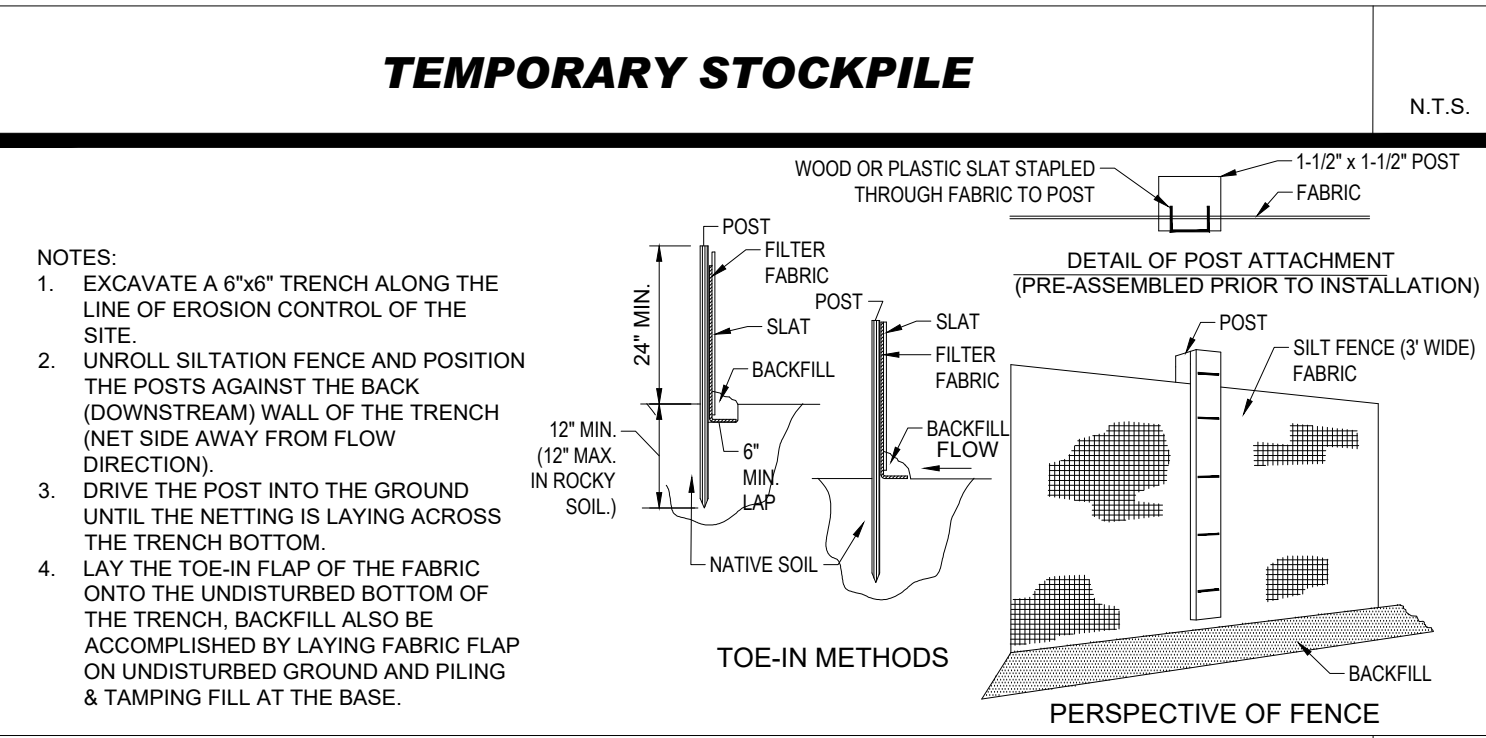 TEMPORARY STOCKPILE
N.T.S.
NOTES:
1. EXCAVATE A 6"x6" TRENCH ALONG THE
LINE OF EROSION CONTROL OF THE
SITE.
2. UNROLL SILTATION FENCE AND POSITION
THE POSTS AGAINST THE BACK
(DOWNSTREAM) WALL OF THE TRENCH
(NET SIDE AWAY FROM FLOW
DIRECTION).
3. DRIVE THE POST INTO THE GROUND
UNTIL THE NETTING IS LAYING ACROSS
THE TRENCH BOTTOM.
4. LAY THE TOE-IN FLAP OF THE FABRIC
ONTO THE UNDISTURBED BOTTOM OF
THE TRENCH, BACKFILL ALSO BE
ACCOMPLISHED BY LAYING FABRIC FLAP
ON UNDISTURBED GROUND AND PILING
& TAMPING FILL AT THE BASE.
POST
FILTER
FABRIC
SLAT
BACKFILL
24" MIN.
12" MIN.
(12" MAX.
IN ROCKY
SOIL.)
6"
MIN.
LAP
NATIVE SOIL
POST
SLAT
FILTER
FABRIC
BACKFILL
FLOW
TOE-IN METHODS
WOOD OR PLASTIC SLAT STAPLED
THROUGH FABRIC TO POST
1-1/2" x 1-1/2" POST
FABRIC
DETAIL OF POST ATTACHMENT
(PRE-ASSEMBLED PRIOR TO INSTALLATION)
POST
SILT FENCE (3' WIDE)
FABRIC
BACKFILL
PERSPECTIVE OF FENCE